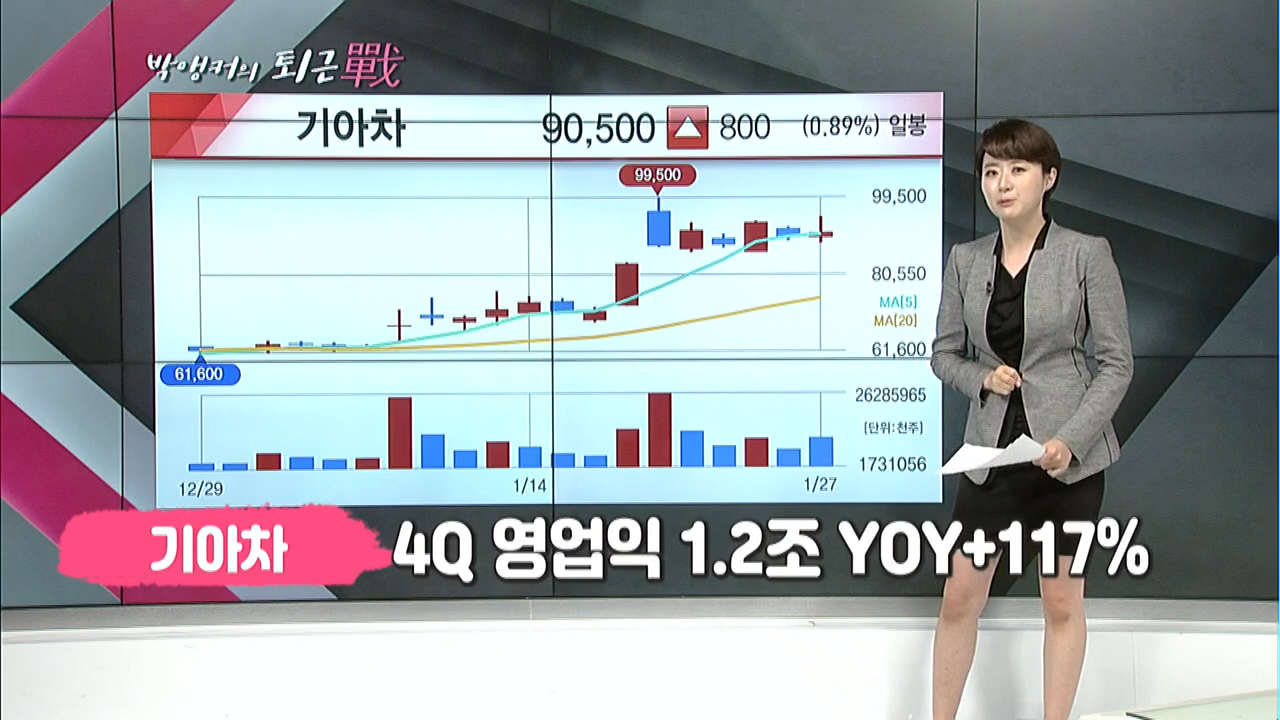 박앵커의 퇴근戰
기아차 90,500 800 (0.89%) 일봉
99,500
99,500
80,550
MA[5]
MA[20]
61,600
61,600
26285965
[단위:천주]
1731056
12/29 1/14 1/27
기아차 4Q 영업익 1.2조 YOY+117%